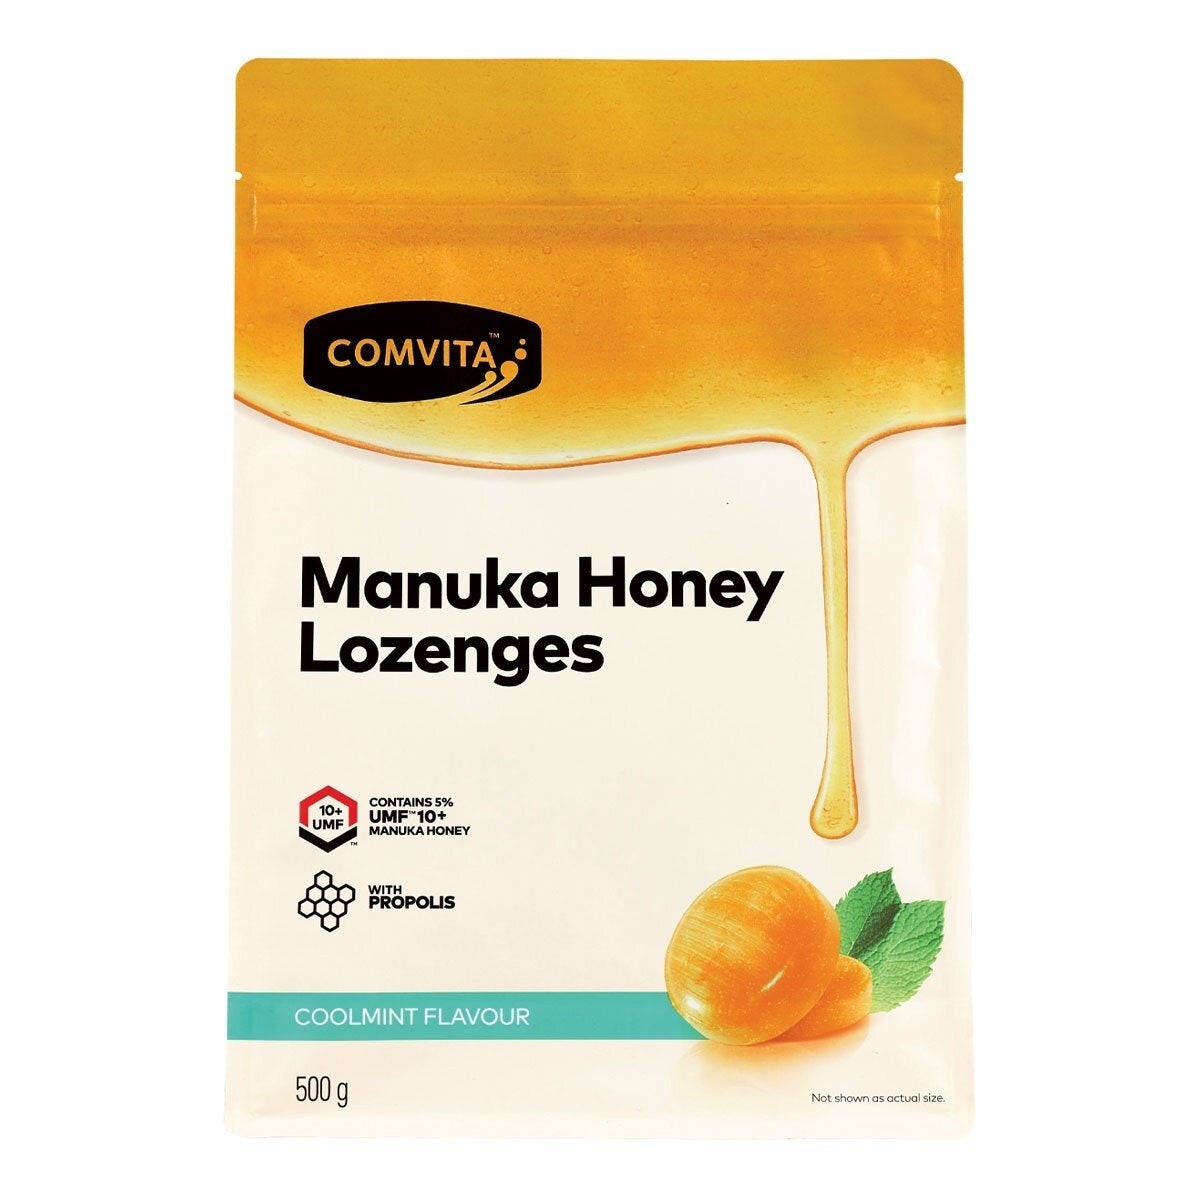 COMVITA™
Manuka Honey
Lozenges
10+
UMF
™
CONTAINS 5%
UMF™ 10+
MANUKA HONEY
WITH
PROPOLIS
COOLMINT FLAVOUR
500 g
Not shown as actual size.